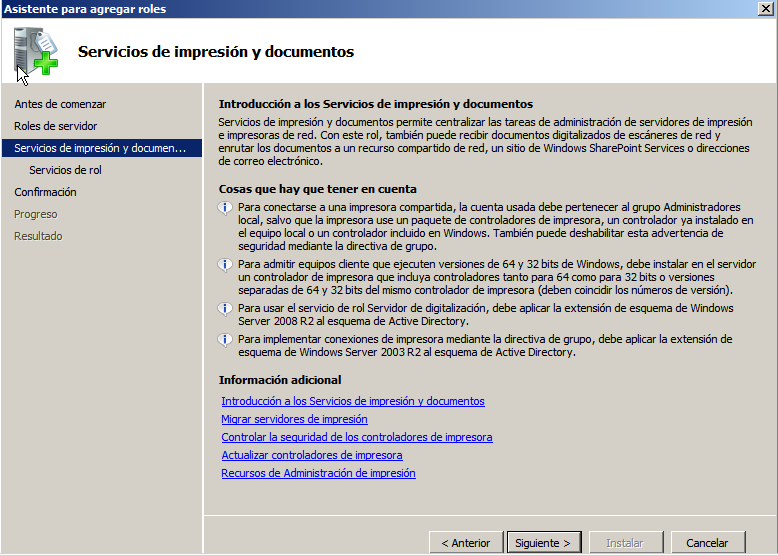 Asistente para agregar roles
Servicios de impresión y documentos
Antes de comenzar
Roles de servidor
Servicios de impresión y documen...
Servicios de rol
Confirmación
Progreso
Resultado
Introducción a los Servicios de impresión y documentos
Servicios de impresión y documentos permite centralizar las tareas de administración de servidores de impresión
e impresoras de red. Con este rol, también puede recibir documentos digitalizados de escáneres de red y
enrutar los documentos a un recurso compartido de red, un sitio de Windows SharePoint Services o direcciones
de correo electrónico.
Cosas que hay que tener en cuenta
Para conectarse a una impresora compartida, la cuenta usada debe pertenecer al grupo Administradores
local, salvo que la impresora use un paquete de controladores de impresora, un controlador ya instalado en
el equipo local o un controlador incluido en Windows. También puede deshabilitar esta advertencia de
seguridad mediante la directiva de grupo.
Para admitir equipos cliente que ejecuten versiones de 64 y 32 bits de Windows, debe instalar en el servidor
un controlador de impresora que incluya controladores tanto para 64 como para 32 bits o versiones
separadas de 64 y 32 bits del mismo controlador de impresora (deben coincidir los números de versión).
Para usar el servicio de rol Servidor de digitalización, debe aplicar la extensión de esquema de Windows
Server 2008 R2 al esquema de Active Directory.
Para implementar conexiones de impresora mediante la directiva de grupo, debe aplicar la extensión de
esquema de Windows Server 2003 R2 al esquema de Active Directory.
Información adicional
Introducción a los Servicios de impresión y documentos
Migrar servidores de impresión
Controlar la seguridad de los controladores de impresora
Actualizar controladores de impresora
Recursos de Administración de impresión
< Anterior
Siguiente >
Instalar
Cancelar